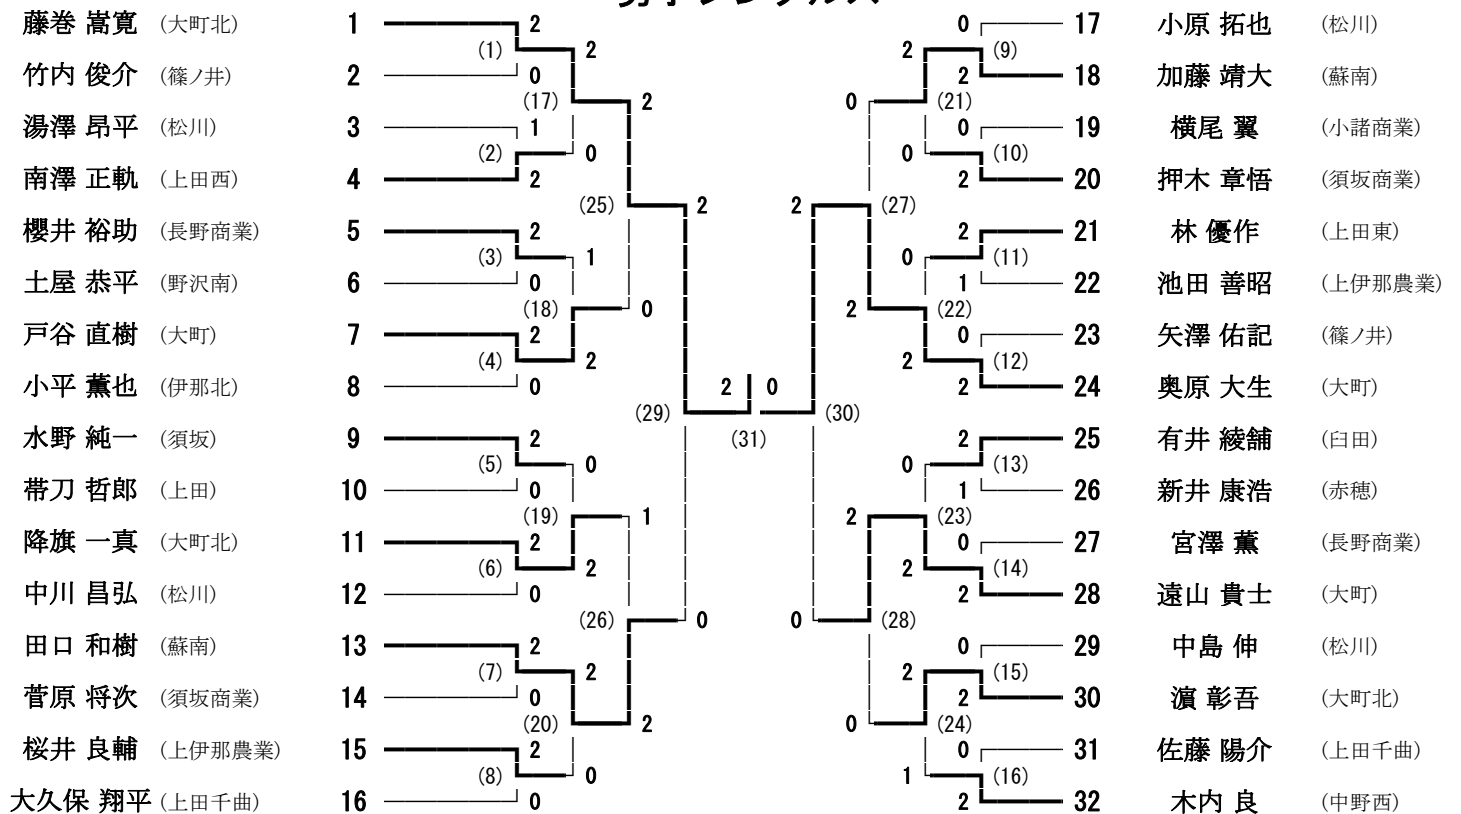 藤巻 嵩寛 (大町北) 1 2 0 17 小原 拓也 (松川)
(1) 2 2 (9)
竹内 俊介 (篠ノ井) 2 0 2 18 加藤 靖大 (蘇南)
(17) 2 0 (21)
湯澤 昂平 (松川) 3 1 0 19 横尾 翼 (小諸商業)
(2) 0 0 (10)
南澤 正軌 (上田西) 4 2 2 20 押木 章悟 (須坂商業)
(25) 2 2 (27)
櫻井 裕助 (長野商業) 5 2 2 21 林 優作 (上田東)
(3) 1 0 (11)
土屋 恭平 (野沢南) 6 0 1 22 池田 善昭 (上伊那農業)
(18) 0 2 (22)
戸谷 直樹 (大町) 7 2 0 23 矢澤 佑記 (篠ノ井)
(4) 2 2 (12)
小平 薫也 (伊那北) 8 0 2 0 2 24 奥原 大生 (大町)
(29) (30)
水野 純一 (須坂) 9 2 (31) 2 25 有井 綾舗 (臼田)
(5) 0 0 (13)
帯刀 哲郎 (上田) 10 0 1 26 新井 康浩 (赤穂)
(19) 1 2 (23)
降旗 一真 (大町北) 11 2 0 27 宮澤 薫 (長野商業)
(6) 2 2 (14)
中川 昌弘 (松川) 12 0 2 28 遠山 貴士 (大町)
(26) 0 0 (28)
田口 和樹 (蘇南) 13 2 0 29 中島 伸 (松川)
(7) 2 2 (15)
菅原 将次 (須坂商業) 14 0 2 30 濵 彰吾 (大町北)
(20) 2 0 (24)
桜井 良輔 (上伊那農業) 15 2 0 31 佐藤 陽介 (上田千曲)
(8) 0 1 (16)
大久保 翔平 (上田千曲) 16 0 2 32 木内 良 (中野西)